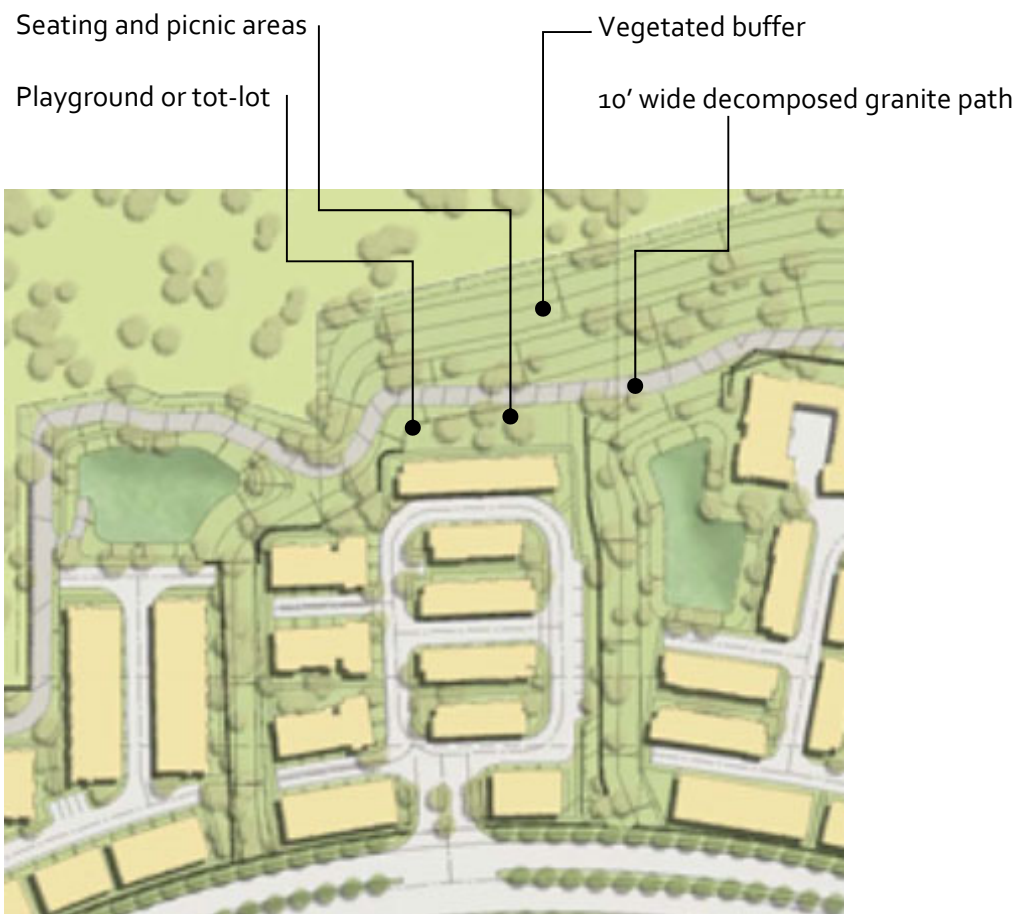 Seating and picnic areas
Vegetated buffer
Playground or tot-lot
10' wide decomposed granite path